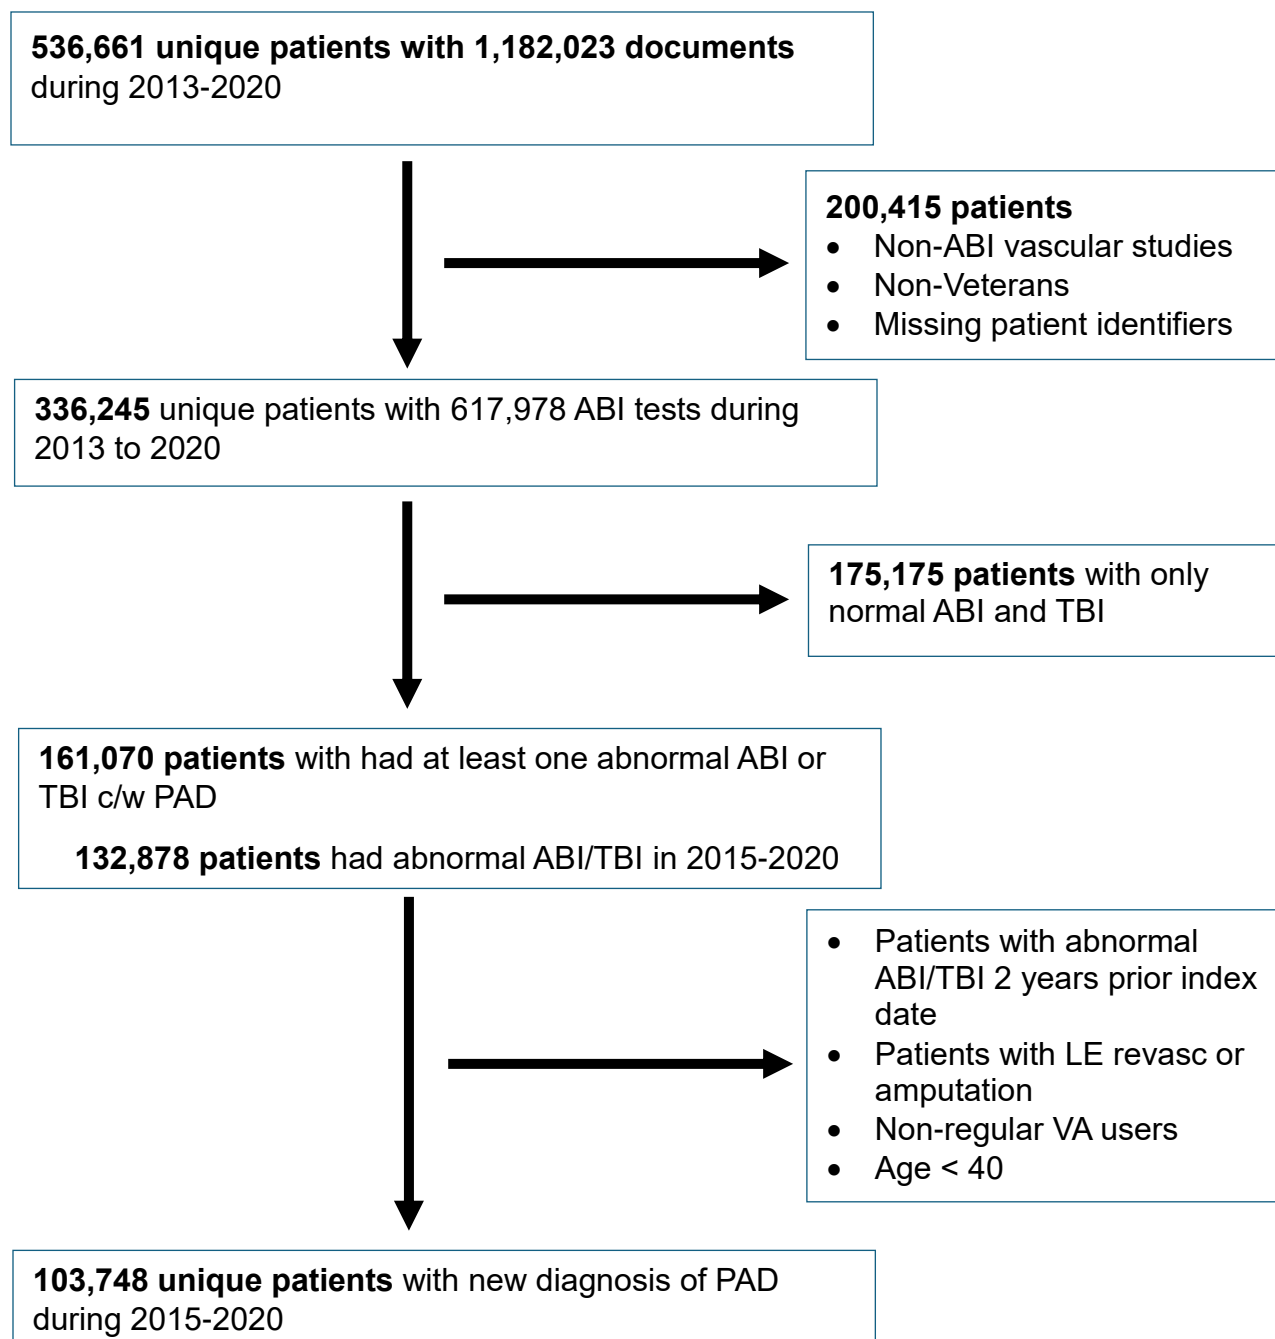 536,661 unique patients with 1,182,023 documents
during 2013-2020
200,415 patients
• Non-ABI vascular studies
• Non-Veterans
• Missing patient identifiers
336,245 unique patients with 617,978 ABI tests during
2013 to 2020
175,175 patients with only
normal ABI and TBI
161,070 patients with had at least one abnormal ABI or
TBI c/w PAD
132,878 patients had abnormal ABI/TBI in 2015-2020
• Patients with abnormal
ABI/TBI 2 years prior index
date
• Patients with LE revasc or
amputation
• Non-regular VA users
• Age < 40
103,748 unique patients with new diagnosis of PAD
during 2015-2020